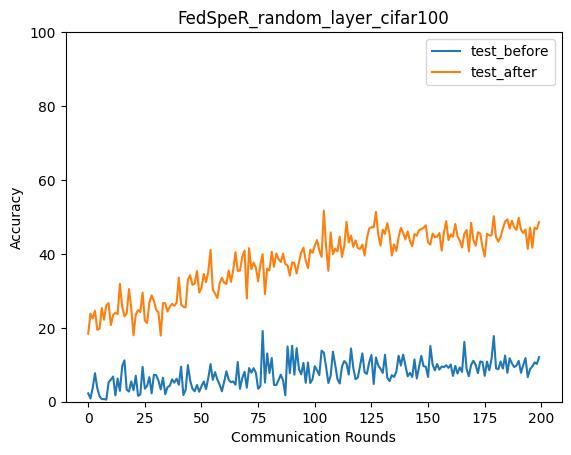 FedSpeR_random_layer_cifar100
test_before
test_after
100
80
60
40
20
0
Accuracy
0 25 50 75 100 125 150 175 200
Communication Rounds